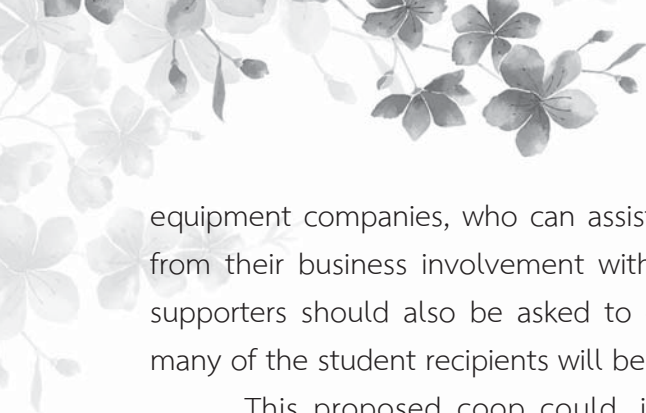 equipment companies, who can assist
from their business involvement with
supporters should also be asked to
many of the student recipients will be
This proposed coop could,